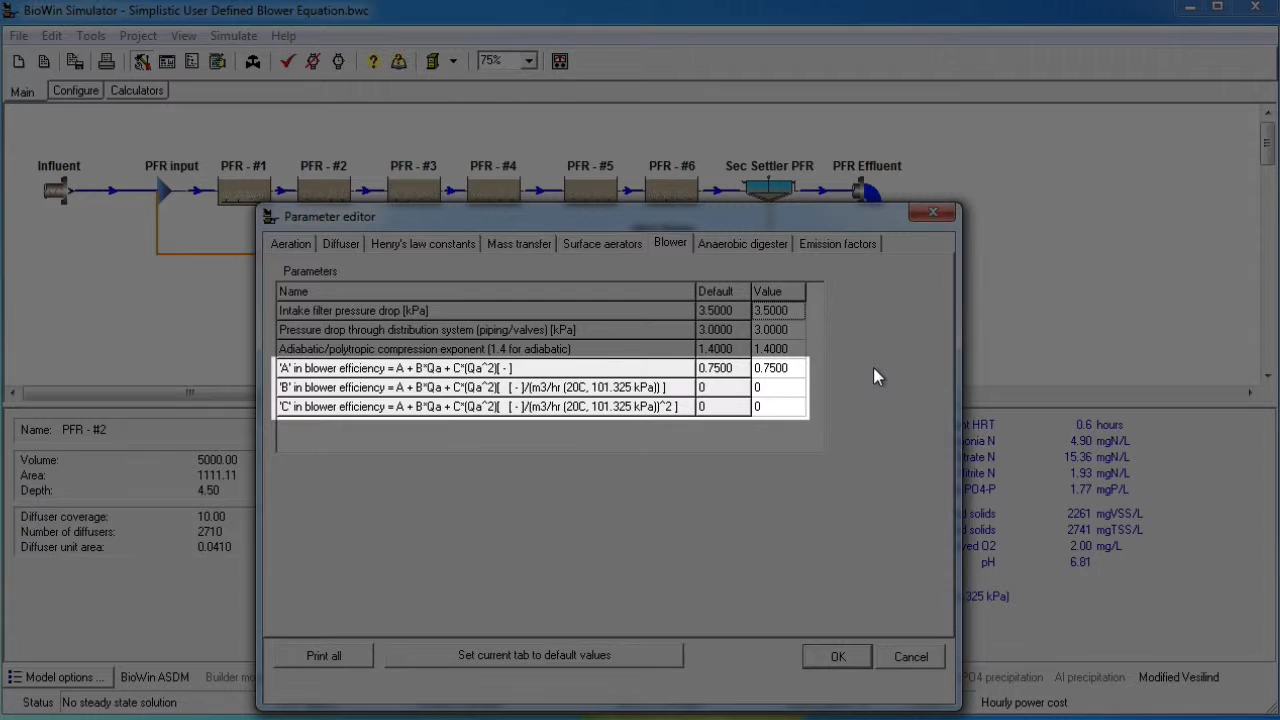 BioWin Simulator - Simplistic User Defined Blower Equation.bwc
File Edit Tools Project View Simulate Help
75%
Main Configure Calculators
Influent PFR input PFR - #1 PFR - #2 PFR - #3 PFR - #4 PFR - #5 PFR - #6 Sec Settler PFR PFR Effluent
Parameter editor
Aeration Diffuser Henry's law constants Mass transfer Surface aerators Blower Anaerobic digester Emission factors
Parameters
Name Default Value
Intake filter pressure drop [kPa] 3.5000 3.5000
Pressure drop through distribution system (piping/valves) [kPa] 3.0000 3.0000
Adiabatic/polytropic compression exponent (1.4 for adiabatic) 1.4000 1.4000
'A' in blower efficiency = A + B*Qa + C*(Qa^2)[ - ] 0.7500 0.7500
'B' in blower efficiency = A + B*Qa + C*(Qa^2)[ [ - ]/(m3/hr (20C, 101.325 kPa)) ] 0 0
'C' in blower efficiency = A + B*Qa + C*(Qa^2)[ [ - ]/(m3/hr (20C, 101.325 kPa))^2 ] 0 0
Print all Set current tab to default values OK Cancel
Name: PFR - #2
Volume: 5000.00
Area: 1111.11
Depth: 4.50
Diffuser coverage: 10.00
Number of diffusers: 2710
Diffuser unit area: 0.0410
nt HRT 0.6 hours
onia N 4.90 mgN/L
trate N 15.36 mgN/L
itrite N 1.93 mgN/L
PO4-P 1.77 mgP/L
d solids 2261 mgVSS/L
d solids 2741 mgTSS/L
ved O2 2.00 mg/L
pH 6.81
.325 kPa)]
Model options ... BioWin ASDM Builder mo PO4 precipitation Al precipitation Modified Vesilind
Status No steady state solution Hourly power cost